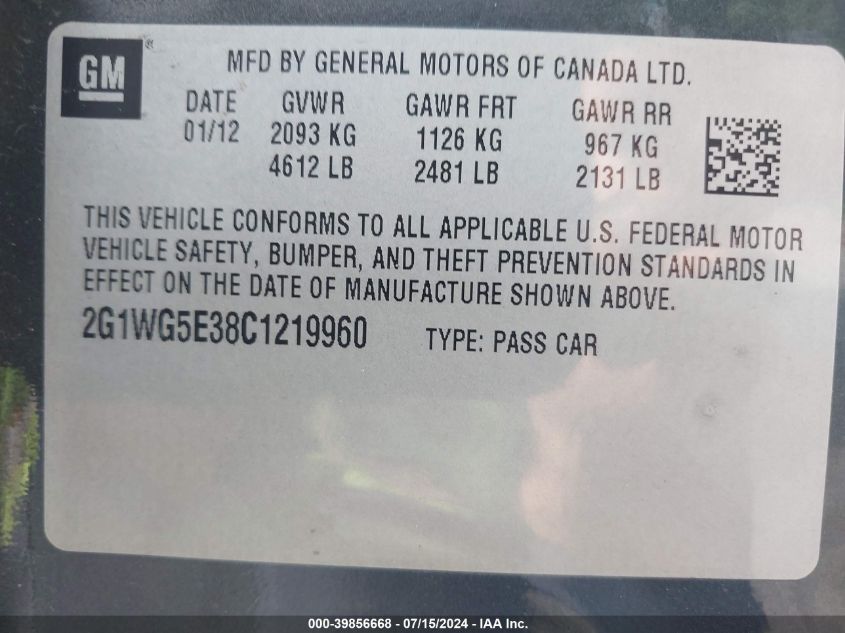 GM
MFD BY GENERAL MOTORS OF CANADA LTD.
DATE GVWR GAWR FRT GAWR RR
01/12 2093 KG 1126 KG 967 KG
4612 LB 2481 LB 2131 LB
THIS VEHICLE CONFORMS TO ALL APPLICABLE U.S. FEDERAL MOTOR
VEHICLE SAFETY, BUMPER, AND THEFT PREVENTION STANDARDS IN
EFFECT ON THE DATE OF MANUFACTURE SHOWN ABOVE.
2G1WG5E38C1219960 TYPE: PASS CAR
000-39856668 - 07/15/2024 - IAA Inc.